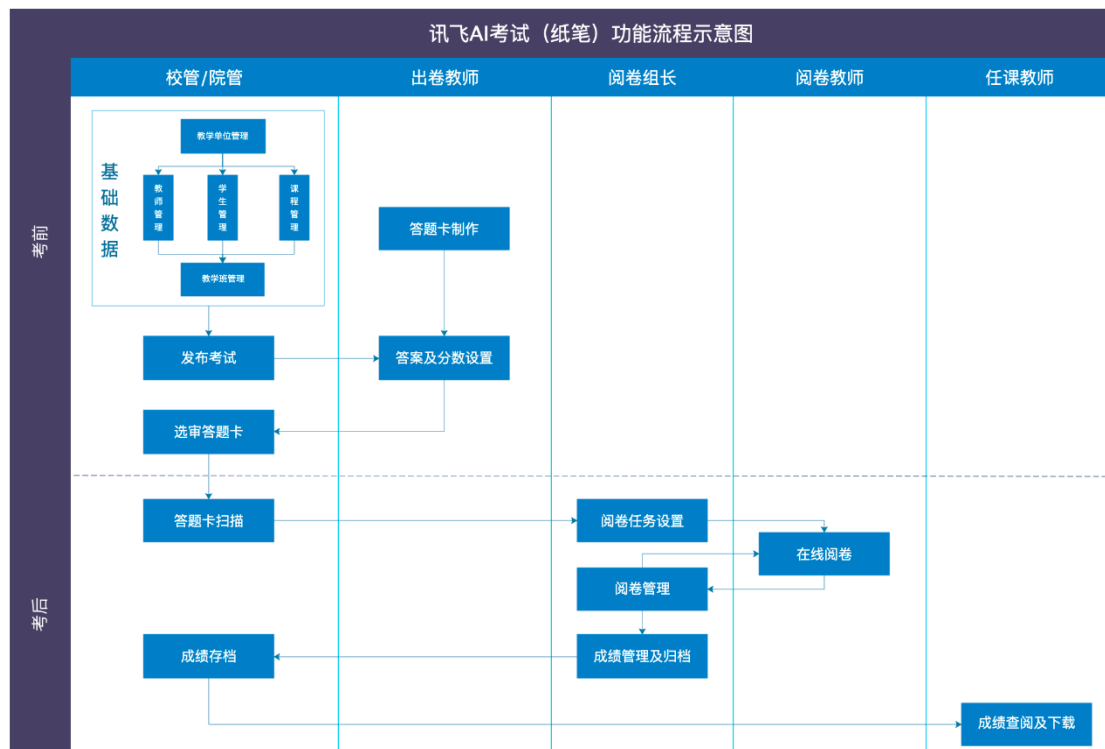 讯飞AI考试（纸笔）功能流程示意图
校管/院管
出卷教师
阅卷组长
阅卷教师
任课教师
考前
基础数据
教学单位管理
教师管理
学生管理
课程管理
教学班管理
答题卡制作
发布考试
答案及分数设置
选审答题卡
考后
答题卡扫描
阅卷任务设置
在线阅卷
阅卷管理
成绩存档
成绩管理及归档
成绩查阅及下载